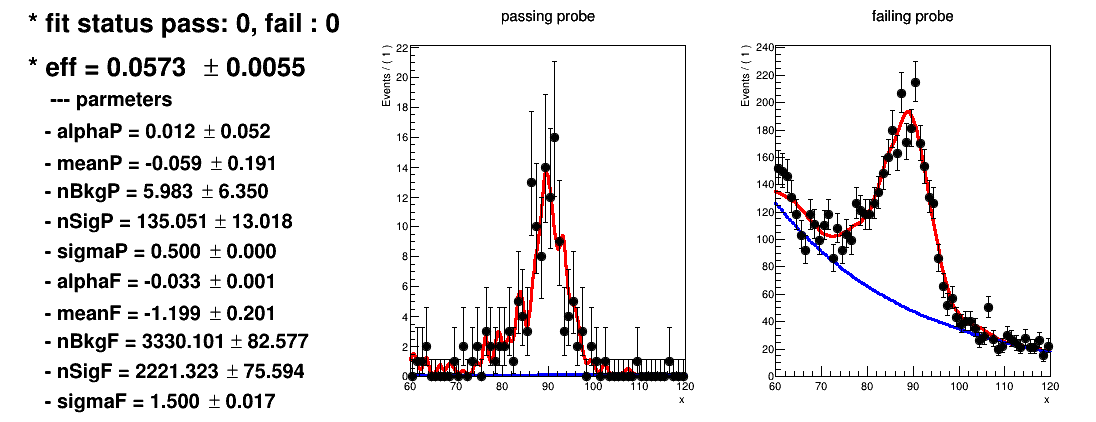 * fit status pass: 0, fail : 0
* eff = 0.0573 ± 0.0055
--- parmeters
- alphaP = 0.012 ± 0.052
- meanP = -0.059 ± 0.191
- nBkgP = 5.983 ± 6.350
- nSigP = 135.051 ± 13.018
- sigmaP = 0.500 ± 0.000
- alphaF = -0.033 ± 0.001
- meanF = -1.199 ± 0.201
- nBkgF = 3330.101 ± 82.577
- nSigF = 2221.323 ± 75.594
- sigmaF = 1.500 ± 0.017
passing probe
Events / ( 1 )
22
20
18
16
14
12
10
8
6
4
2
0
60 70 80 90 100 110 120
x
failing probe
Events / ( 1 )
240
220
200
180
160
140
120
100
80
60
40
20
0
60 70 80 90 100 110 120
x